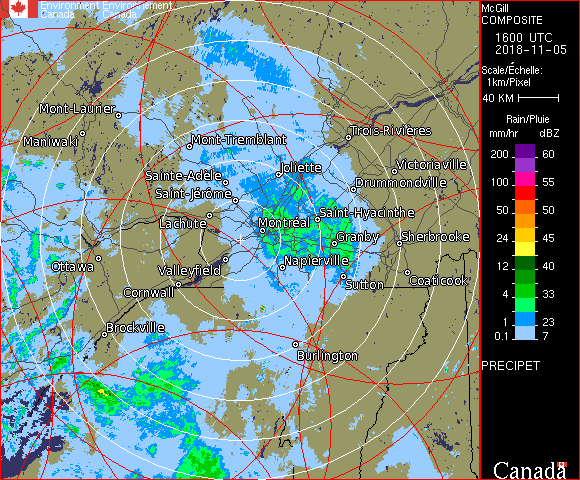 Environment Environnement
Canada Canada
McGill
COMPOSITE
1600 UTC
2018-11-05
Scale/Échelle:
1km/Pixel
40 KM
Rain/Pluie
mm/hr dBZ
200 60
100 55
50 50
24 45
12 40
4 33
1 23
0.1 7
PRECIPET
Canada
Mont-Laurier
Maniwaki
Mont-Tremblant
Trois-Rivières
Victoriaville
Sainte-Adèle
Joliette
Drummondville
Saint-Jérôme
Saint-Hyacinthe
Lachute
Montréal
Granby
Sherbrooke
Ottawa
Valleyfield
Napierville
Sutton
Coaticook
Cornwall
Brockville
Burlington